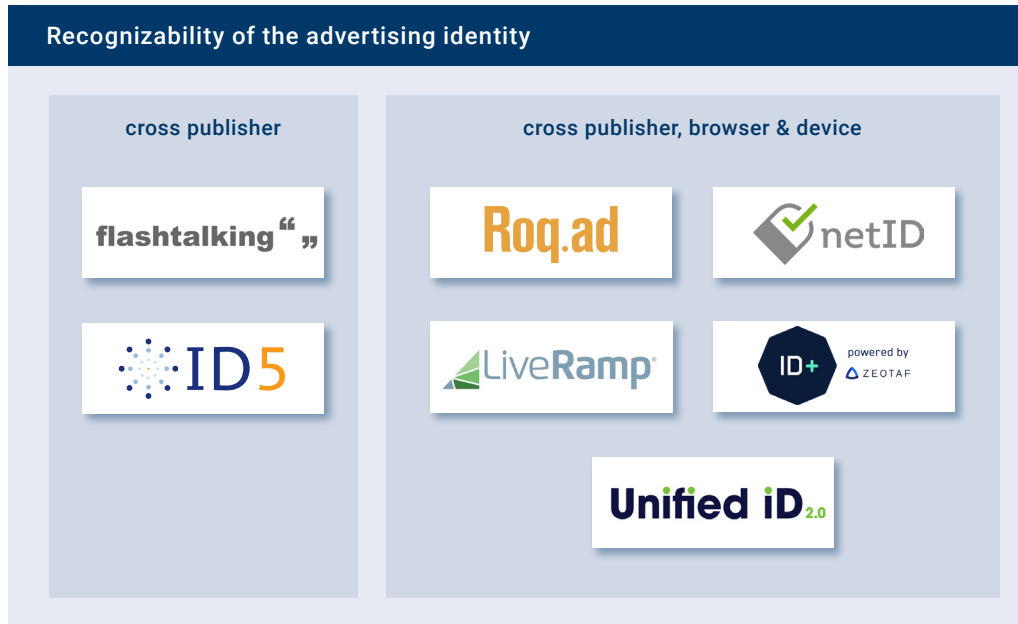 Recognizability of the advertising identity
cross publisher
flashtalking “ „
ID5
cross publisher, browser & device
Roq.ad
netID
LiveRamp®
ID+
powered by
ZEOTAF
Unified iD 2.0